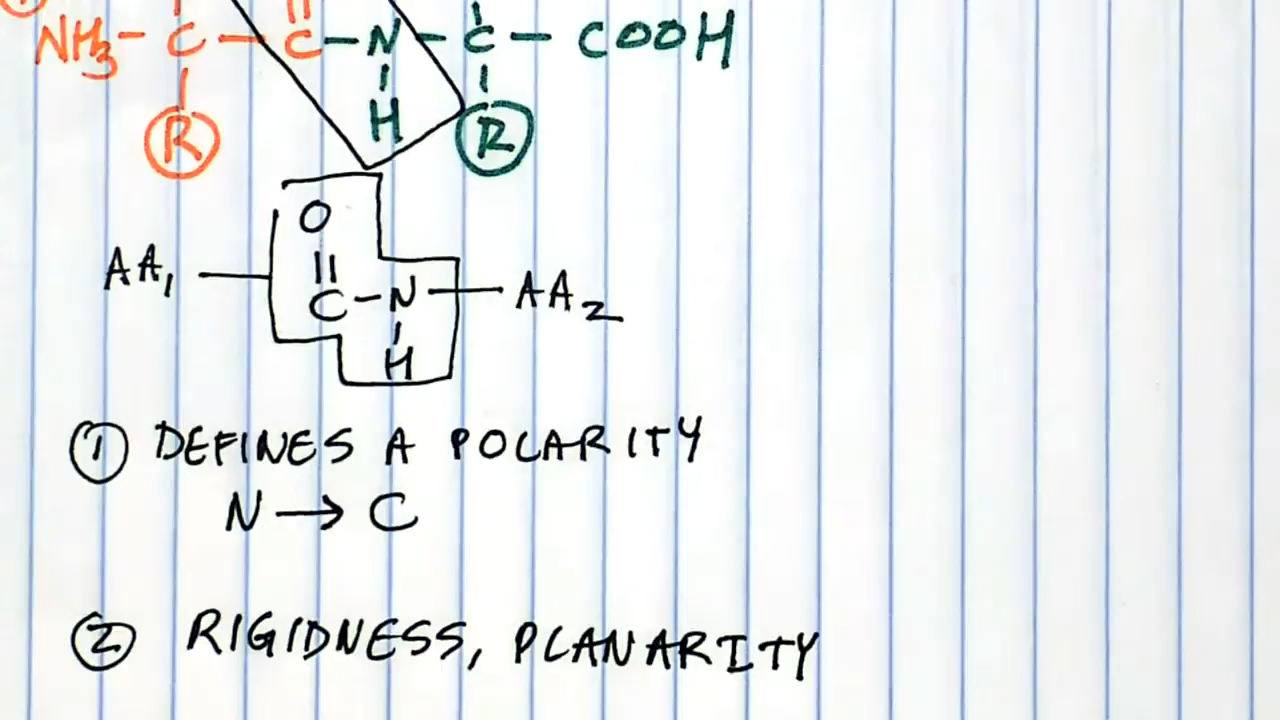 NH3 - C - C - N - C - COOH
R H R
O
AA1 C - N AA2
H
1 DEFINES A POLARITY
N → C
2 RIGIDNESS, PLANARITY